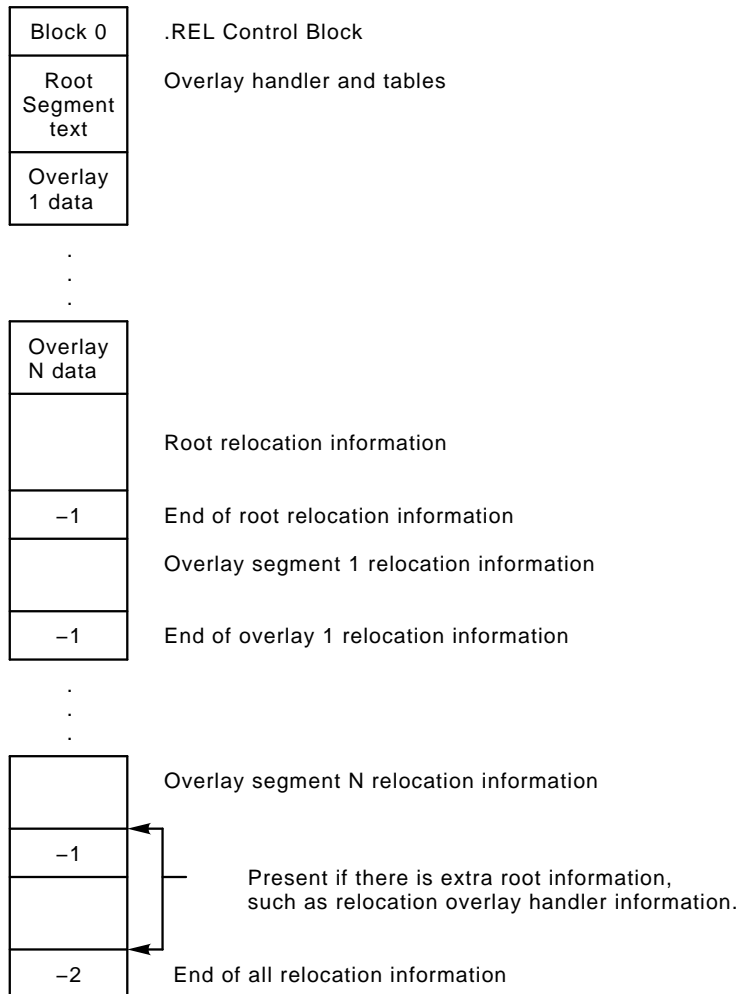 Block 0 .REL Control Block
Root Overlay handler and tables
Segment
text
Overlay
1 data
.
.
.
Overlay
N data
Root relocation information
–1 End of root relocation information
Overlay segment 1 relocation information
–1 End of overlay 1 relocation information
.
.
.
Overlay segment N relocation information
–1
Present if there is extra root information,
such as relocation overlay handler information.
–2 End of all relocation information